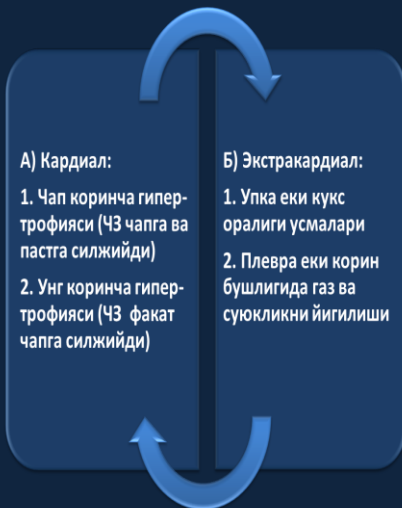 А) Кардиал:
1. Чап коринча гипер-
трофияси (ЧЗ чапга ва
пастга силжийди)
2. Унг коринча гипер-
трофияси (ЧЗ факат
чапга силжийди)
Б) Экстракардиал:
1. Упка еки кукс
оралиги усмалари
2. Плевра еки корин
бушлигида газ ва
суюкликни йигилиши